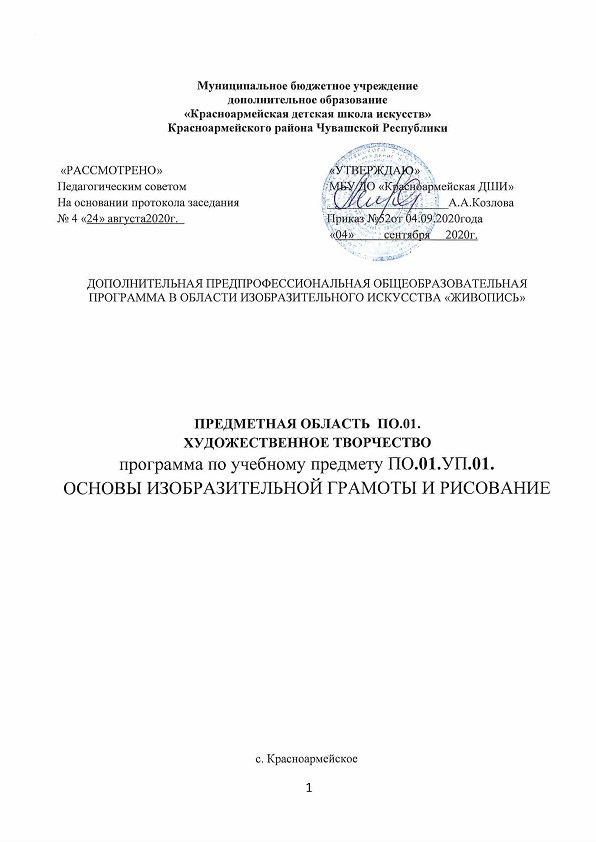 Муниципальное бюджетное учреждение
дополнительное образование
«Красноармейская детская школа искусств»
Красноармейского района Чувашской Республики
«РАССМОТРЕНО»
Педагогическим советом
На основании протокола заседания
№ 4 «24» августа2020г.
«УТВЕРЖДАЮ»
МБУ ДО «Красноармейская ДШИ»
А.А.Козлова
Приказ №52от 04.09.2020года
«04» сентября 2020г.
ДОПОЛНИТЕЛЬНАЯ ПРЕДПРОФЕССИОНАЛЬНАЯ ОБЩЕОБРАЗОВАТЕЛЬНАЯ
ПРОГРАММА В ОБЛАСТИ ИЗОБРАЗИТЕЛЬНОГО ИСКУССТВА «ЖИВОПИСЬ»
ПРЕДМЕТНАЯ ОБЛАСТЬ ПО.01.
ХУДОЖЕСТВЕННОЕ ТВОРЧЕСТВО
программа по учебному предмету ПО.01.УП.01.
ОСНОВЫ ИЗОБРАЗИТЕЛЬНОЙ ГРАМОТЫ И РИСОВАНИЕ
с. Красноармейское
1